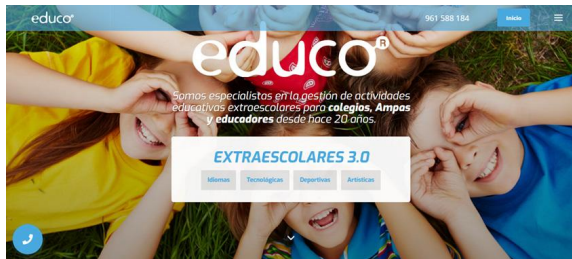 educo®
961 588 184
Inicio
educo®
Somos especialistas en la gestión de actividades
educativas extraescolares para colegios, Ampas
y educadores desde hace 20 años.
EXTRAESCOLARES 3.0
Idiomas
Tecnológicas
Deportivas
Artísticas